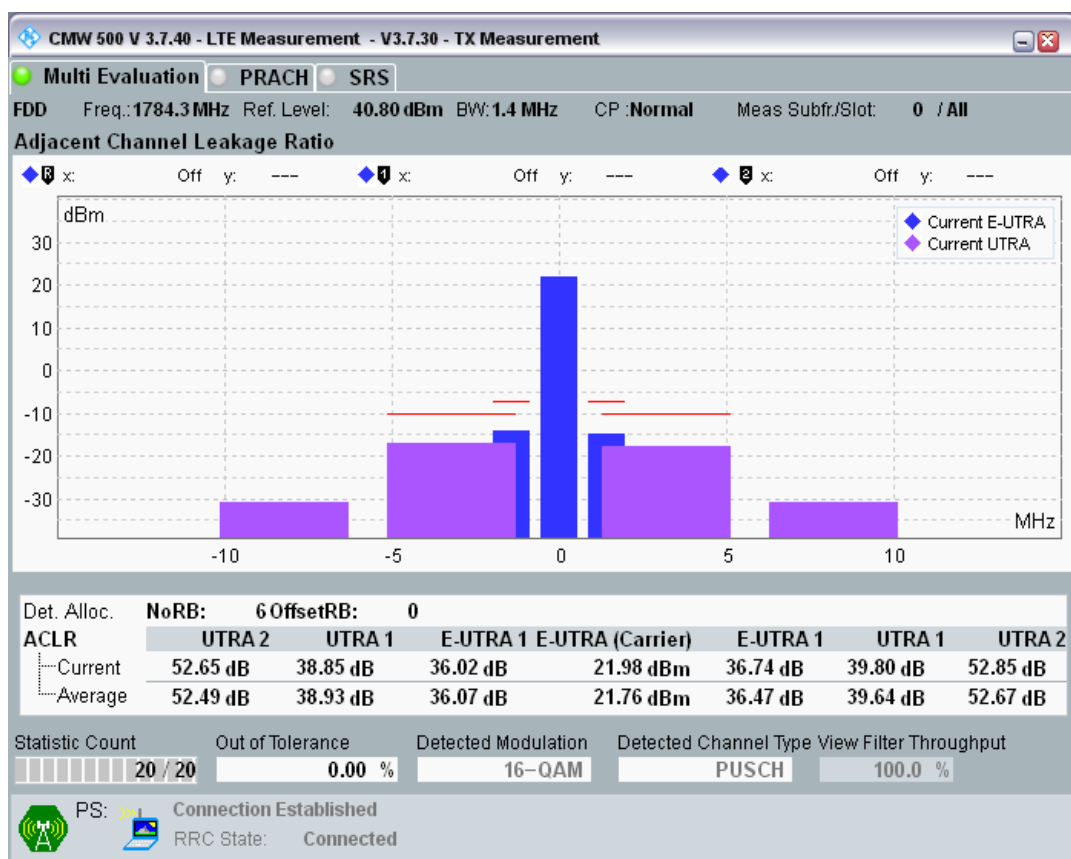 CMW 500 V 3.7.40 - LTE Measurement - V3.7.30 - TX Measurement
Multi Evaluation PRACH SRS
FDD Freq.: 1784.3 MHz Ref. Level: 40.80 dBm BW: 1.4 MHz CP : Normal Meas Subfr./Slot: 0 / All
Adjacent Channel Leakage Ratio
R x: Off y: --- 1 x: Off y: --- 2 x: Off y: ---
dBm
Current E-UTRA
Current UTRA
30
20
10
0
-10
-20
-30
MHz
-10 -5 0 5 10
Det. Alloc. NoRB: 6 OffsetRB: 0
ACLR UTRA 2 UTRA 1 E-UTRA 1 E-UTRA (Carrier) E-UTRA 1 UTRA 1 UTRA 2
Current 52.65 dB 38.85 dB 36.02 dB 21.98 dBm 36.74 dB 39.80 dB 52.85 dB
Average 52.49 dB 38.93 dB 36.07 dB 21.76 dBm 36.47 dB 39.64 dB 52.67 dB
Statistic Count Out of Tolerance Detected Modulation Detected Channel Type View Filter Throughput
20 / 20 0.00 % 16-QAM PUSCH 100.0 %
PS: Connection Established
RRC State: Connected